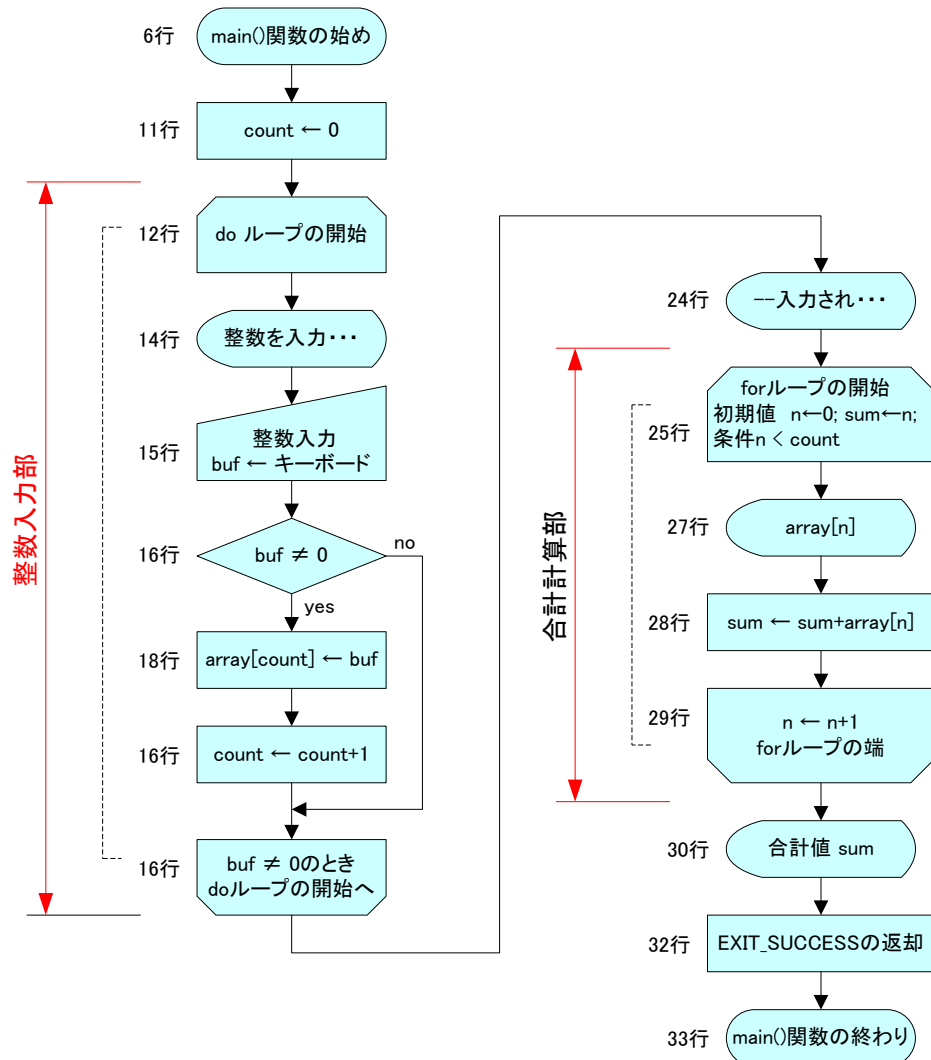 6行
main()関数の始め
11行
count ← 0
12行
do ループの開始
14行
整数を入力・・・
15行
整数入力
buf ← キーボード
16行
buf ≠ 0
no
yes
18行
array[count] ← buf
16行
count ← count+1
16行
buf ≠ 0のとき
doループの開始へ
整数入力部
24行
--入力され・・・
25行
forループの開始
初期値 n←0; sum←n;
条件n < count
27行
array[n]
28行
sum ← sum+array[n]
29行
n ← n+1
forループの端
合計計算部
30行
合計値 sum
32行
EXIT_SUCCESSの返却
33行
main()関数の終わり